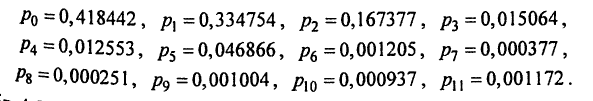 p₀ = 0,418442, p₁ = 0,334754, p₂ = 0,167377, p₃ = 0,015064,
p₄ = 0,012553, p₅ = 0,046866, p₆ = 0,001205, p₇ = 0,000377,
p₈ = 0,000251, p₉ = 0,001004, p₁₀ = 0,000937, p₁₁ = 0,001172.